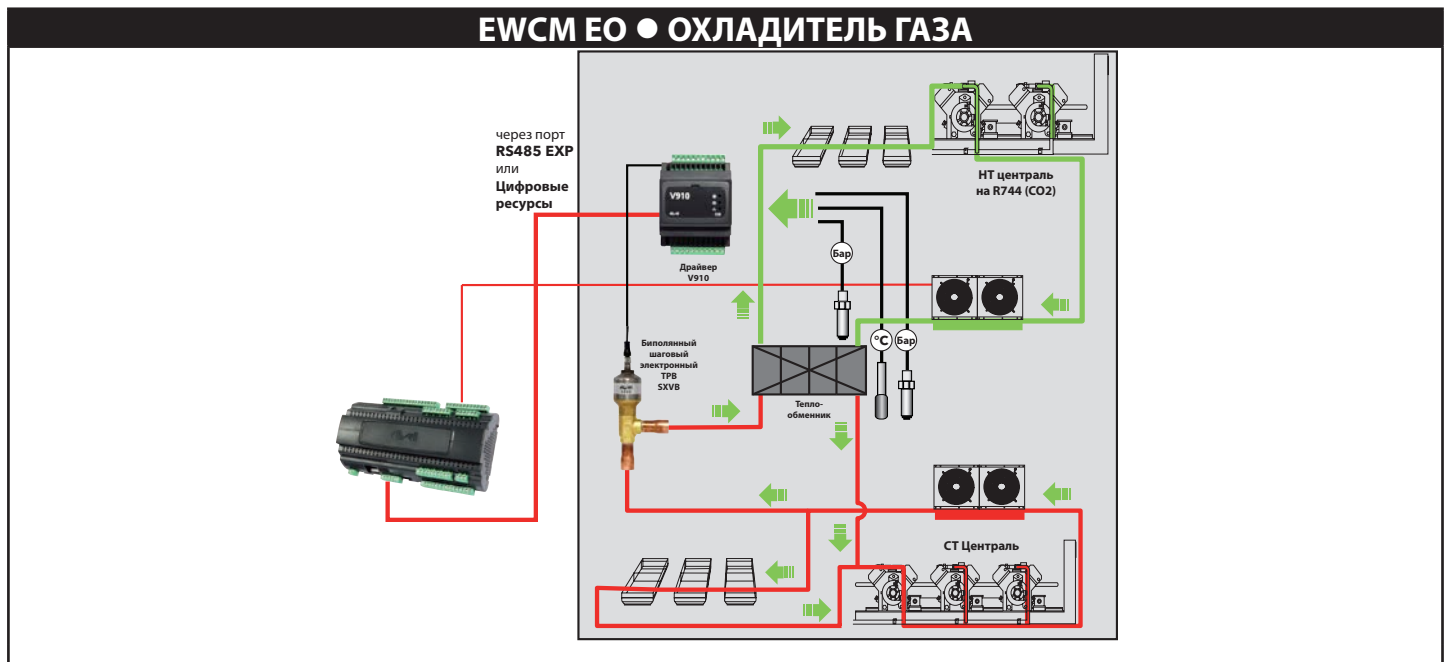 EWCM EO ● ОХЛАДИТЕЛЬ ГАЗА
через порт
RS485 EXP
или
Цифровые
ресурсы
V910
Драйвер
V910
НТ централь
на R744 (CO2)
Бар
°C
Бар
Биполянный
шаговый
электронный
ТРВ
SXVB
Тепло-
обменник
СТ Централь